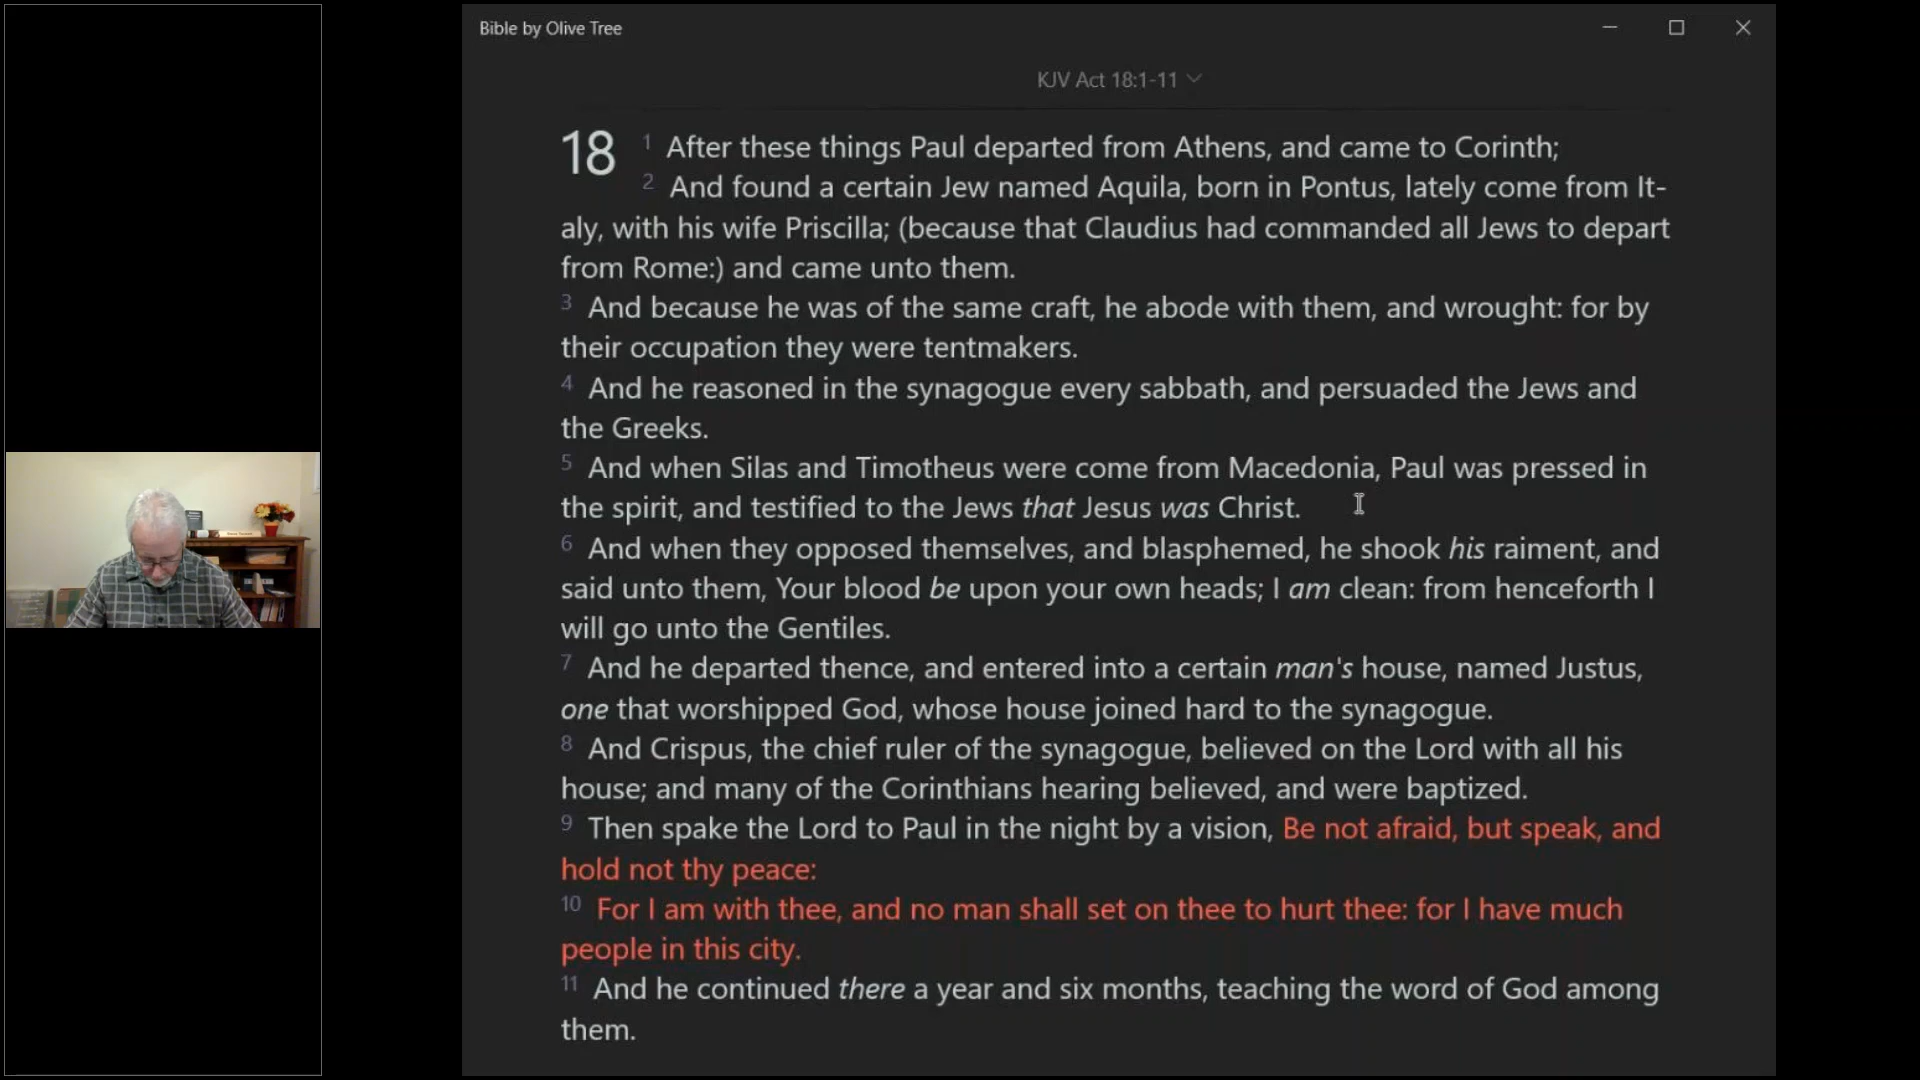 Bible by Olive Tree
KJV Act 18:1-11
18 1 After these things Paul departed from Athens, and came to Corinth;
2 And found a certain Jew named Aquila, born in Pontus, lately come from It-
aly, with his wife Priscilla; (because that Claudius had commanded all Jews to depart
from Rome:) and came unto them.
3 And because he was of the same craft, he abode with them, and wrought: for by
their occupation they were tentmakers.
4 And he reasoned in the synagogue every sabbath, and persuaded the Jews and
the Greeks.
5 And when Silas and Timotheus were come from Macedonia, Paul was pressed in
the spirit, and testified to the Jews that Jesus was Christ.
6 And when they opposed themselves, and blasphemed, he shook his raiment, and
said unto them, Your blood be upon your own heads; I am clean: from henceforth I
will go unto the Gentiles.
7 And he departed thence, and entered into a certain man's house, named Justus,
one that worshipped God, whose house joined hard to the synagogue.
8 And Crispus, the chief ruler of the synagogue, believed on the Lord with all his
house; and many of the Corinthians hearing believed, and were baptized.
9 Then spake the Lord to Paul in the night by a vision, Be not afraid, but speak, and
hold not thy peace:
10 For I am with thee, and no man shall set on thee to hurt thee: for I have much
people in this city.
11 And he continued there a year and six months, teaching the word of God among
them.